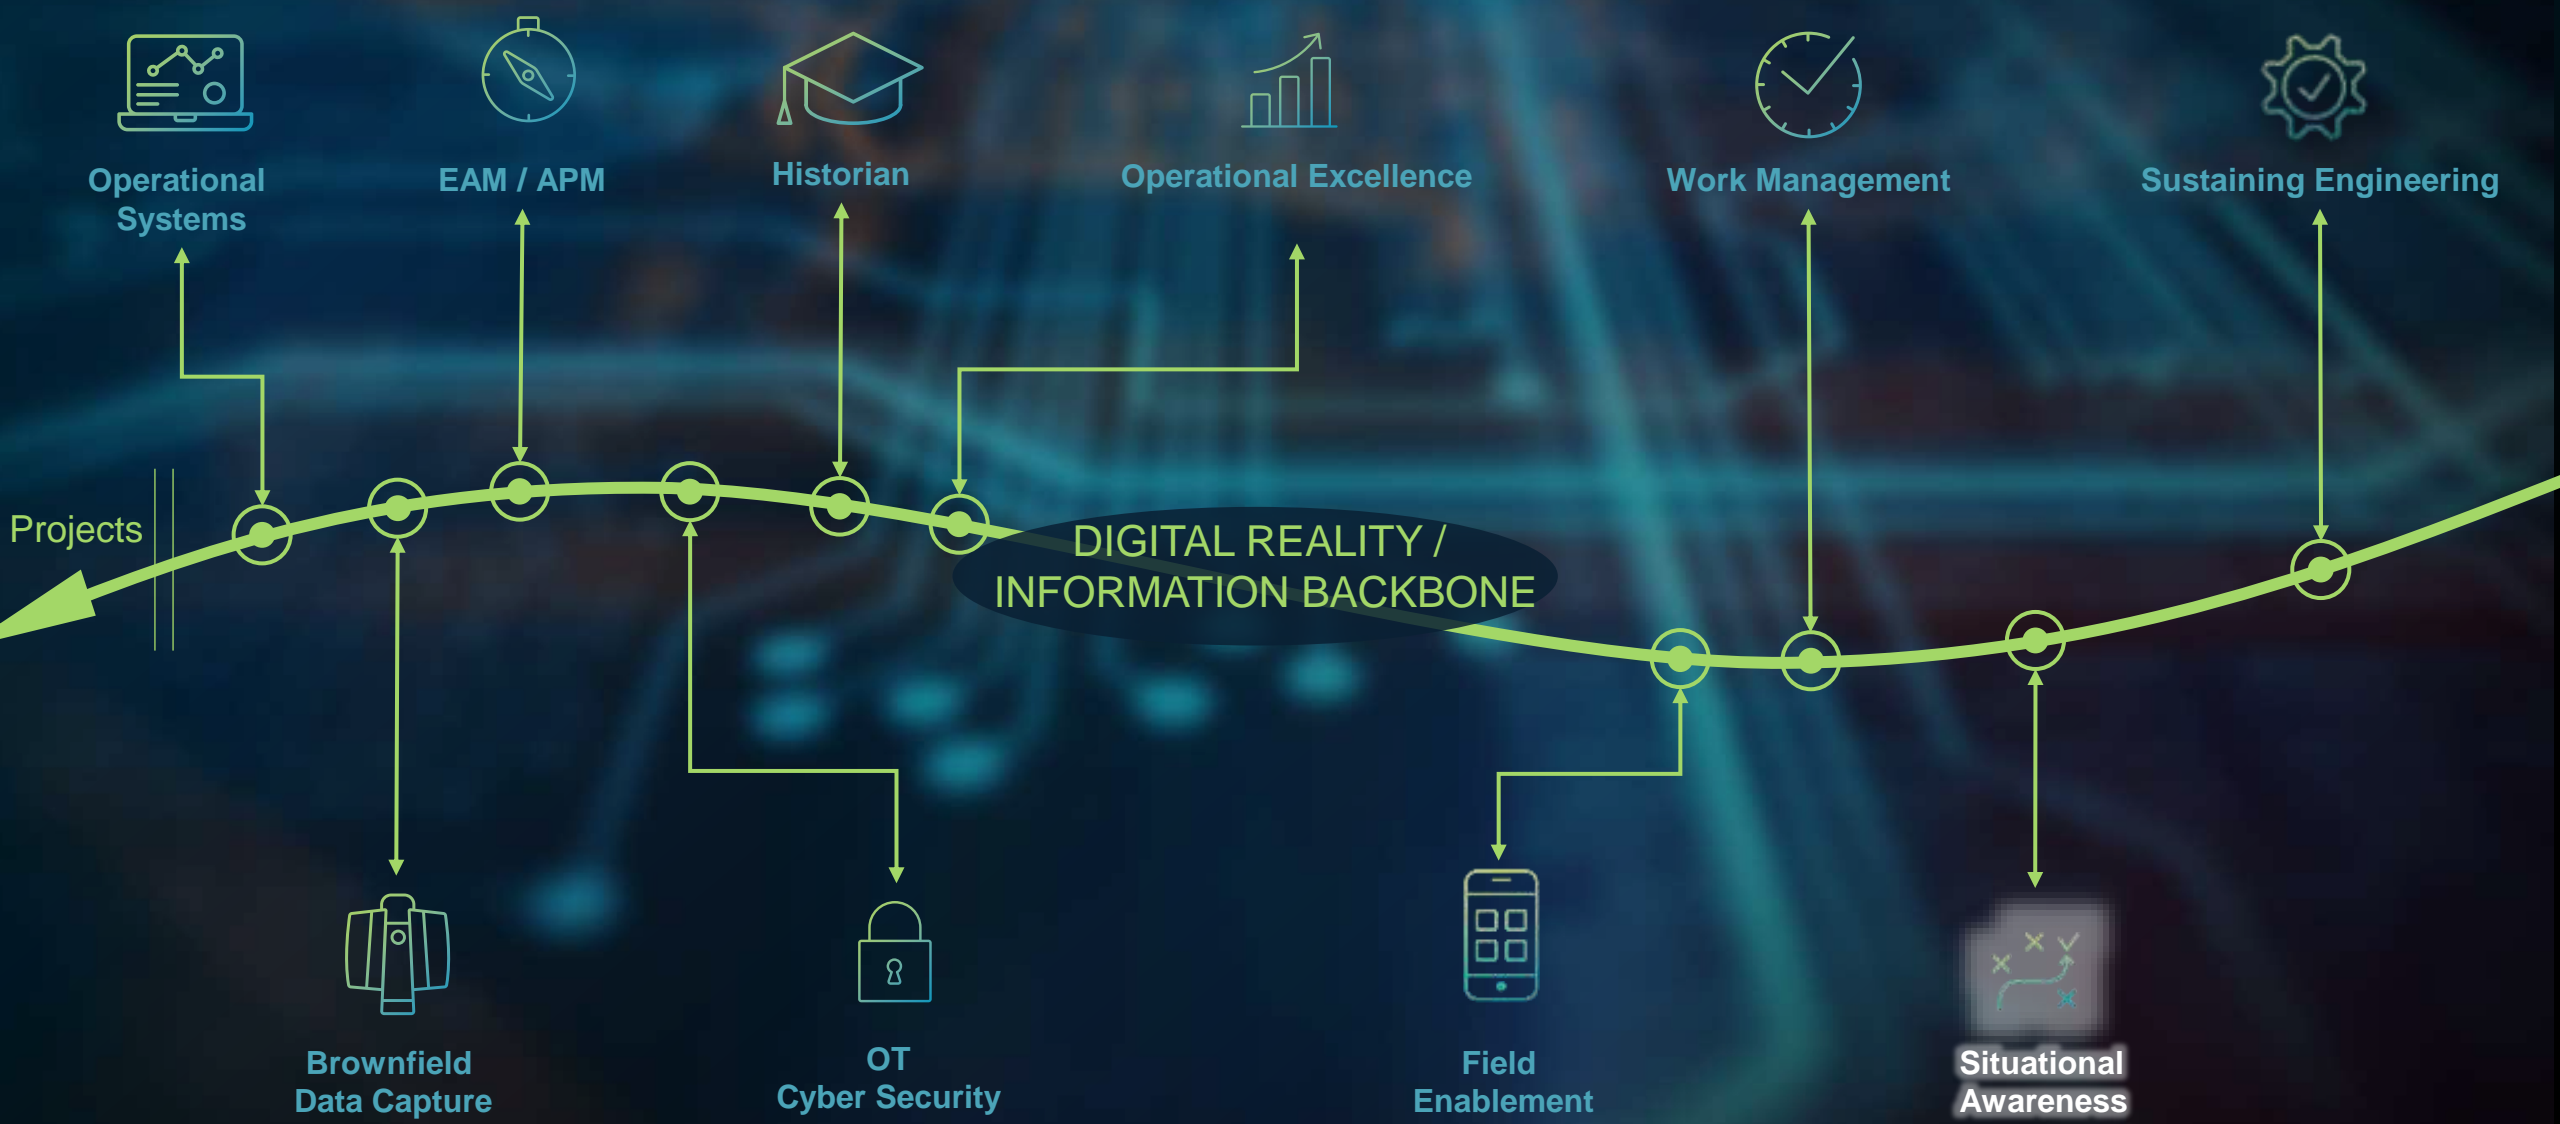 Operational
Systems
EAM / APM
Historian
Operational Excellence
Work Management
Sustaining Engineering
Projects
DIGITAL REALITY /
INFORMATION BACKBONE
Brownfield
Data Capture
OT
Cyber Security
Field
Enablement
Situational
Awareness